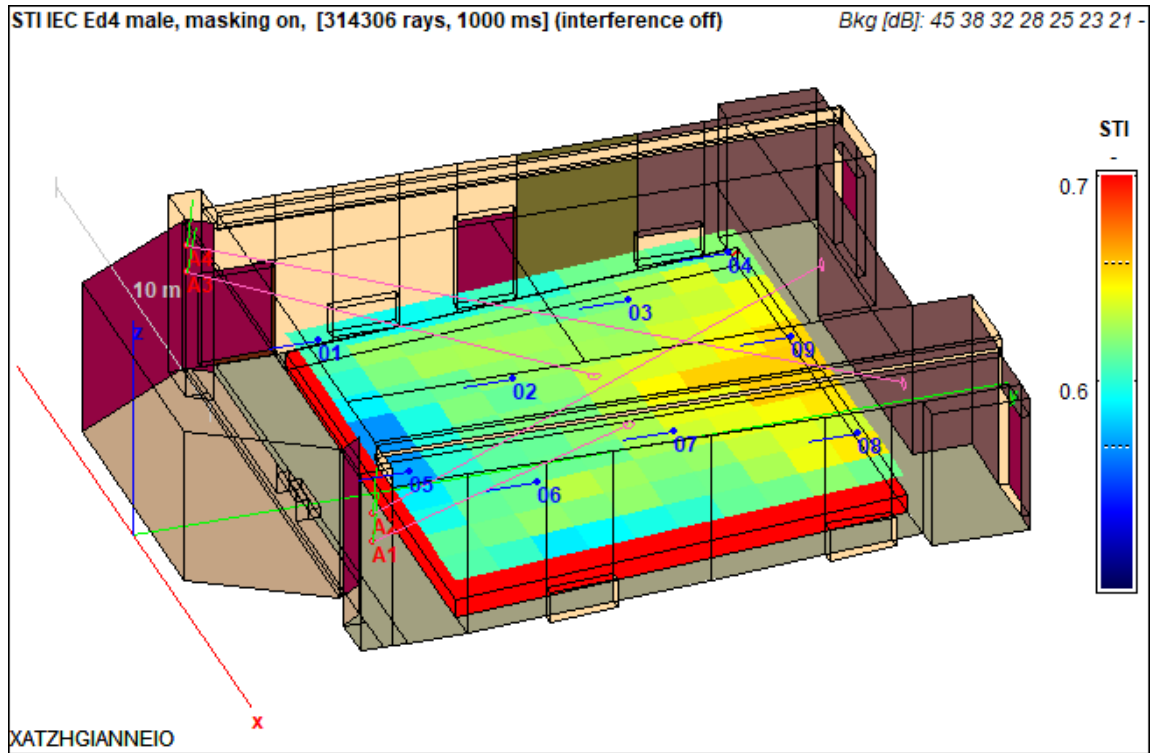 STI IEC Ed4 male, masking on, [314306 rays, 1000 ms] (interference off)
Bkg [dB]: 45 38 32 28 25 23 21 -
STI
-
0.7
0.6
10 m
z
A4
A3
01
02
03
04
09
07
08
05
06
A2
A1
y
x
XATZHGIANNEIO